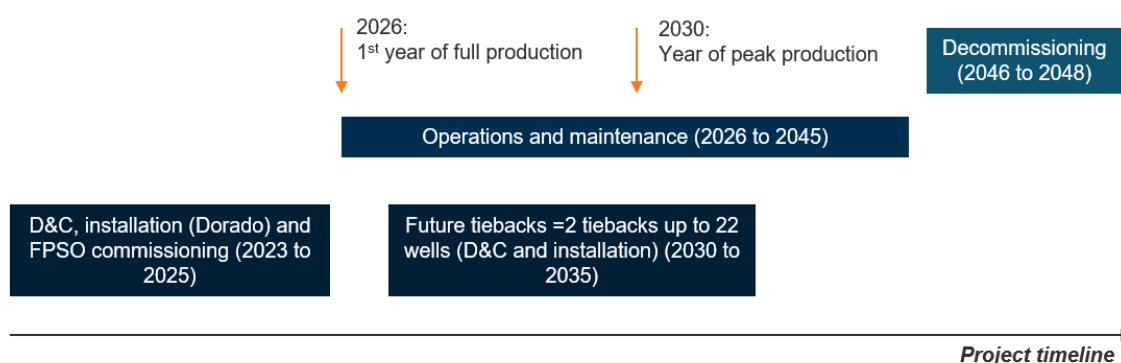 2026:
1st year of full production
2030:
Year of peak production
Decommissioning
(2046 to 2048)
Operations and maintenance (2026 to 2045)
D&C, installation (Dorado) and
FPSO commissioning (2023 to
2025)
Future tiebacks =2 tiebacks up to 22
wells (D&C and installation) (2030 to
2035)
Project timeline